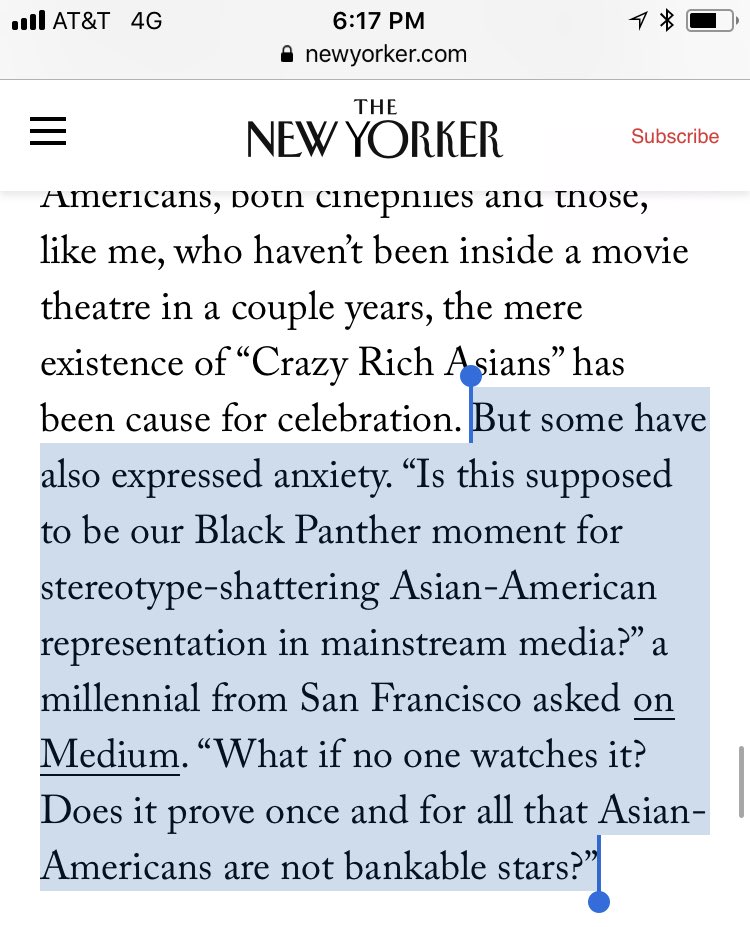 AT&T 4G 6:17 PM
newyorker.com
THE
NEW YORKER
Subscribe
Americans, both cinephiles and those,
like me, who haven’t been inside a movie
theatre in a couple years, the mere
existence of “Crazy Rich Asians” has
been cause for celebration. But some have
also expressed anxiety. “Is this supposed
to be our Black Panther moment for
stereotype-shattering Asian-American
representation in mainstream media?” a
millennial from San Francisco asked on
Medium. “What if no one watches it?
Does it prove once and for all that Asian-
Americans are not bankable stars?”